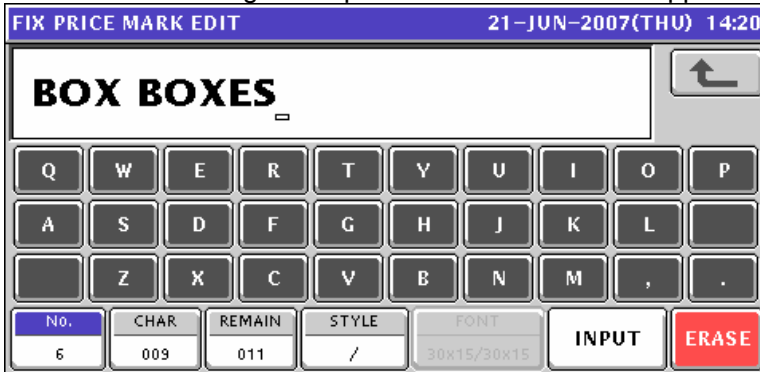 FIX PRICE MARK EDIT 21-JUN-2007(THU) 14:20
BOX BOXES_
Q W E R T Y U I O P
A S D F G H J K L
Z X C V B N M , .
No. CHAR REMAIN STYLE FONT INPUT ERASE
6 009 011 / 30x15/30x15